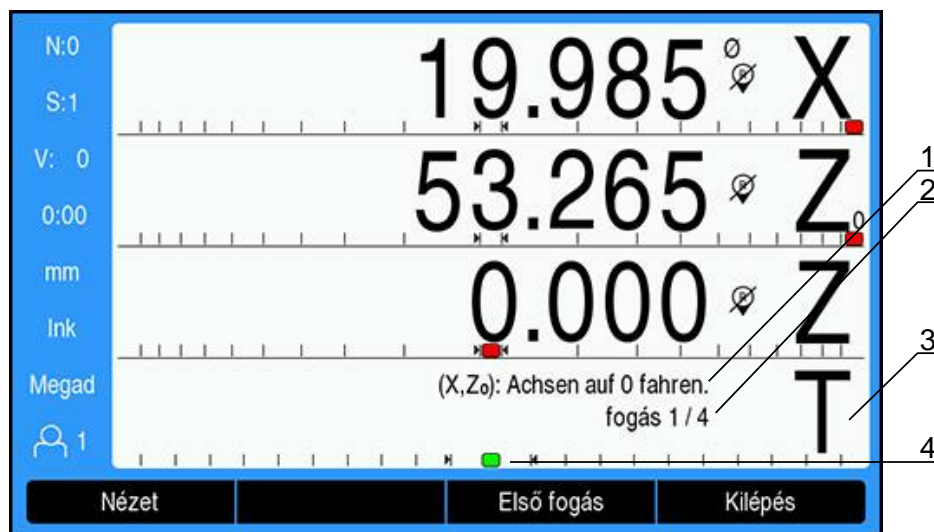 N:0
S:1
V: 0
0:00
mm
Ink
Megad
1
19.985 Ø R X
53.265 R Z₀
0.000 R Z
(X,Z₀): Achsen auf 0 fahren.
fogás 1 / 4
T
Nézet
Első fogás
Kilépés
1
2
3
4